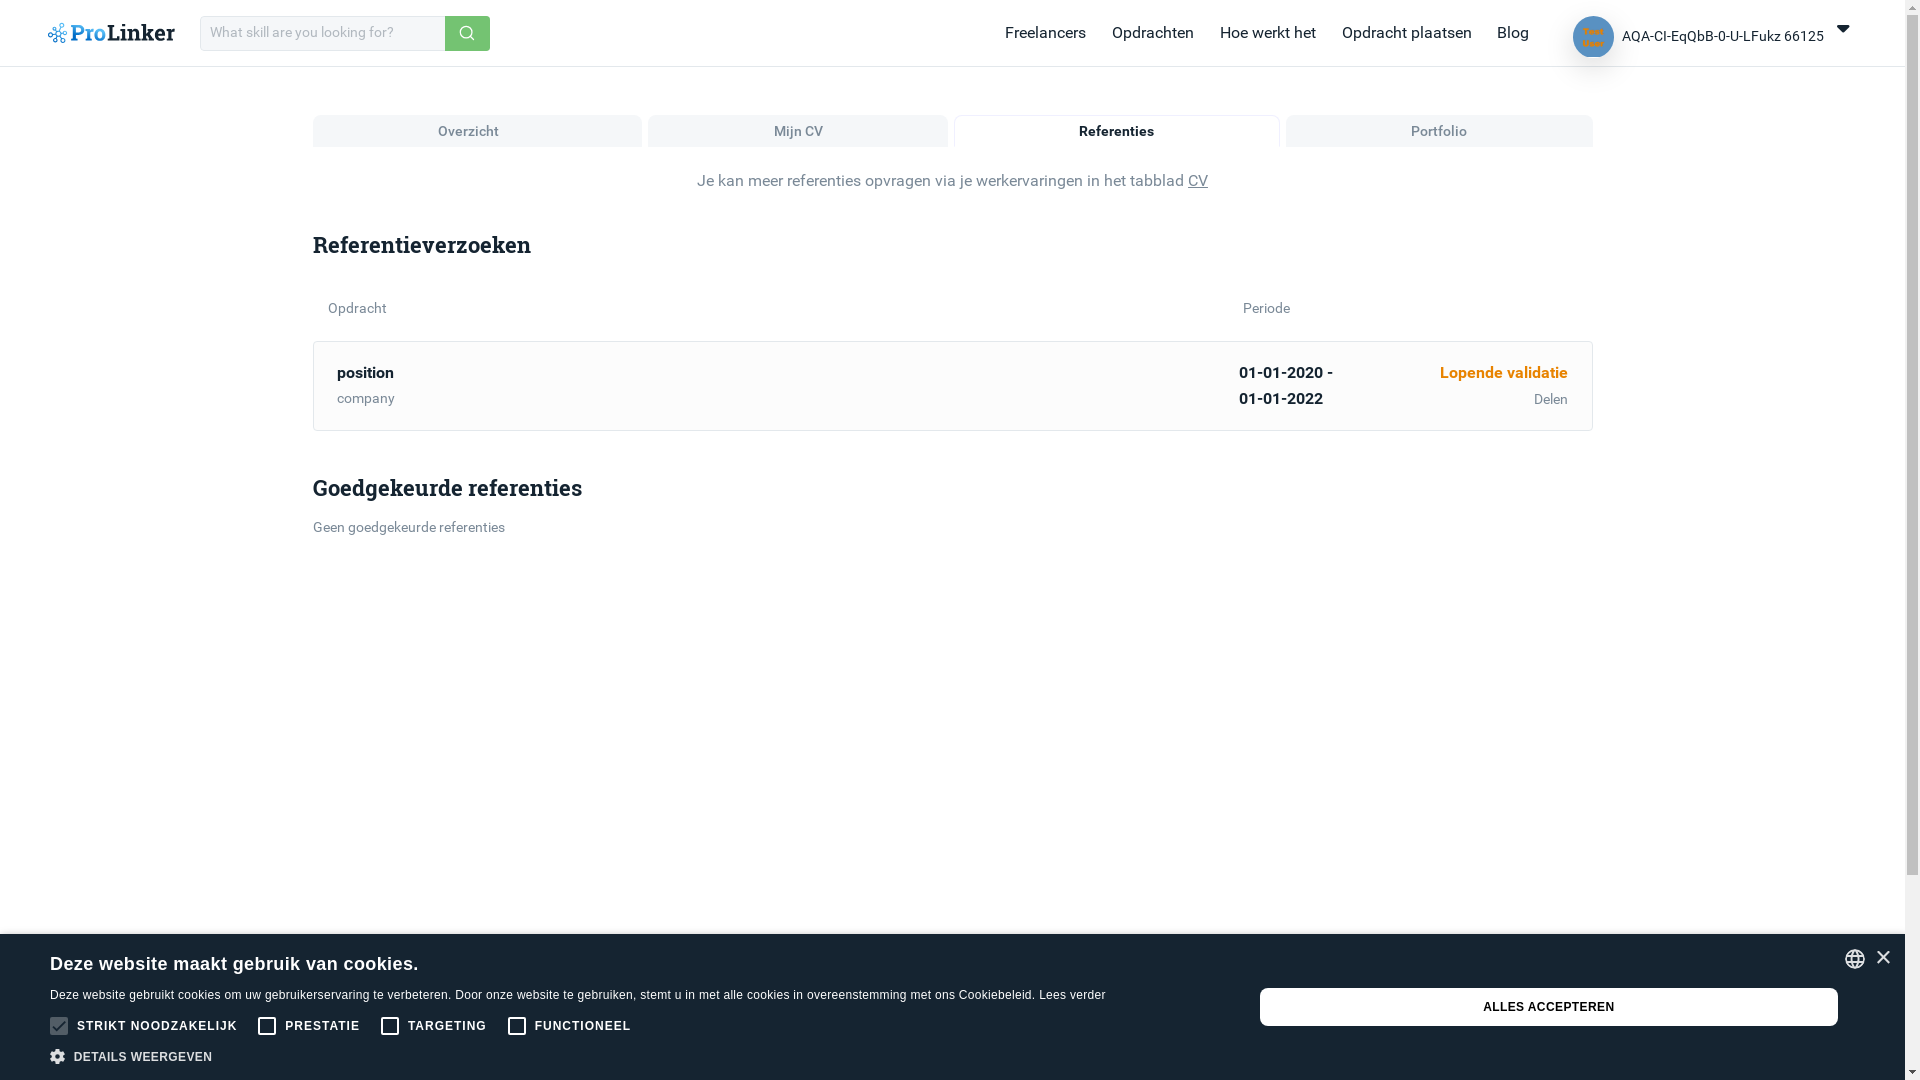 ProLinker
What skill are you looking for?
Freelancers Opdrachten Hoe werkt het Opdracht plaatsen Blog
Test User
AQA-CI-EqQbB-0-U-LFukz 66125
Overzicht Mijn CV Referenties Portfolio
Je kan meer referenties opvragen via je werkervaringen in het tabblad CV
Referentieverzoeken
Opdracht Periode
position 01-01-2020 - Lopende validatie
company 01-01-2022 Delen
Goedgekeurde referenties
Geen goedgekeurde referenties
Deze website maakt gebruik van cookies.
Deze website gebruikt cookies om uw gebruikerservaring te verbeteren. Door onze website te gebruiken, stemt u in met alle cookies in overeenstemming met ons Cookiebeleid. Lees verder
ALLES ACCEPTEREN
STRIKT NOODZAKELIJK PRESTATIE TARGETING FUNCTIONEEL
DETAILS WEERGEVEN